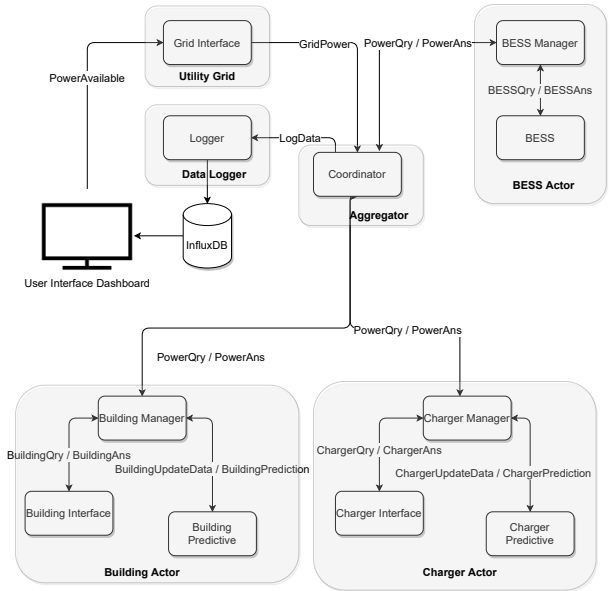 Grid Interface
Utility Grid
GridPower
PowerQry / PowerAns
BESS Manager
PowerAvailable
BESSQry / BESSAns
BESS
BESS Actor
Logger
Data Logger
LogData
Coordinator
Aggregator
InfluxDB
User Interface Dashboard
PowerQry / PowerAns
PowerQry / PowerAns
Building Manager
BuildingQry / BuildingAns
BuildingUpdateData / BuildingPrediction
Building Interface
Building
Predictive
Building Actor
Charger Manager
ChargerQry / ChargerAns
ChargerUpdateData / ChargerPrediction
Charger Interface
Charger
Predictive
Charger Actor